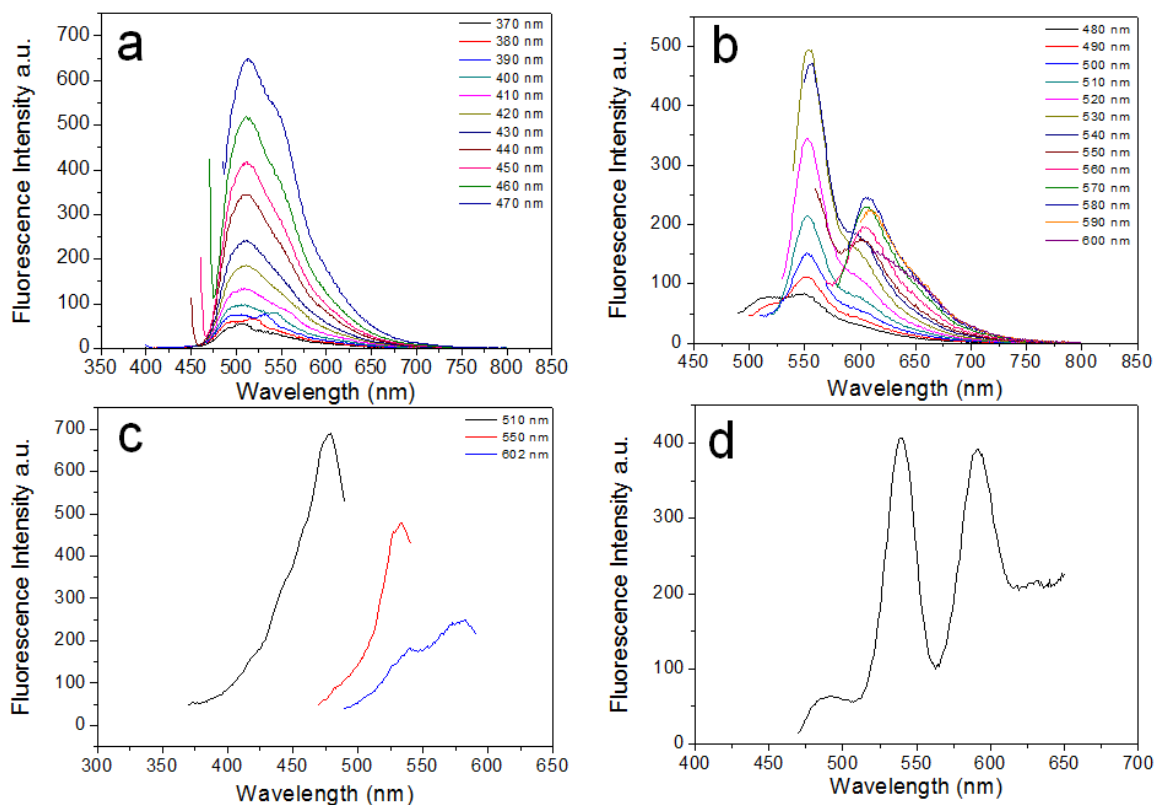 a
Fluorescence Intensity a.u.
700
600
500
400
300
200
100
0
350 400 450 500 550 600 650 700 750 800 850
Wavelength (nm)
370 nm
380 nm
390 nm
400 nm
410 nm
420 nm
430 nm
440 nm
450 nm
460 nm
470 nm
b
Fluorescence Intensity a.u.
500
400
300
200
100
0
450 500 550 600 650 700 750 800 850
Wavelength (nm)
480 nm
490 nm
500 nm
510 nm
520 nm
530 nm
540 nm
550 nm
560 nm
570 nm
580 nm
590 nm
600 nm
c
Fluorescence Intensity a.u.
700
600
500
400
300
200
100
0
300 350 400 450 500 550 600 650
Wavelength (nm)
510 nm
550 nm
602 nm
d
Fluorescence Intensity a.u.
400
300
200
100
0
400 450 500 550 600 650 700
Wavelength (nm)